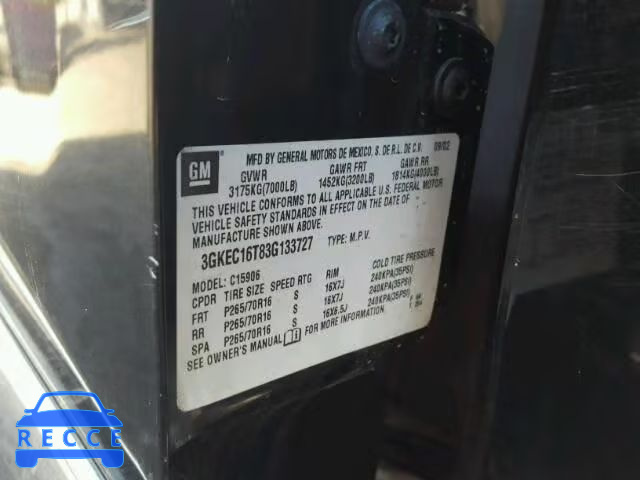 GM
MFD BY GENERAL MOTORS DE MEXICO, S. DE R.L. DE C.V. 09/02
GVWR GAWR FRT GAWR RR
3175KG(7000LB) 1452KG(3200LB) 1814KG(4000LB)
THIS VEHICLE CONFORMS TO ALL APPLICABLE U.S. FEDERAL MOTOR
VEHICLE SAFETY STANDARDS IN EFFECT ON THE DATE OF
MANUFACTURE SHOWN ABOVE.
3GKEC16T83G133727 TYPE: M.P.V.
MODEL: C15906
CPDR TIRE SIZE SPEED RTG RIM COLD TIRE PRESSURE
FRT P265/70R16 S 16X7J 240KPA(35PSI)
RR P265/70R16 S 16X7J 240KPA(35PSI)
SPA P265/70R16 S 16X6.5J 240KPA(35PSI)
SEE OWNER'S MANUAL FOR MORE INFORMATION.
RECCE